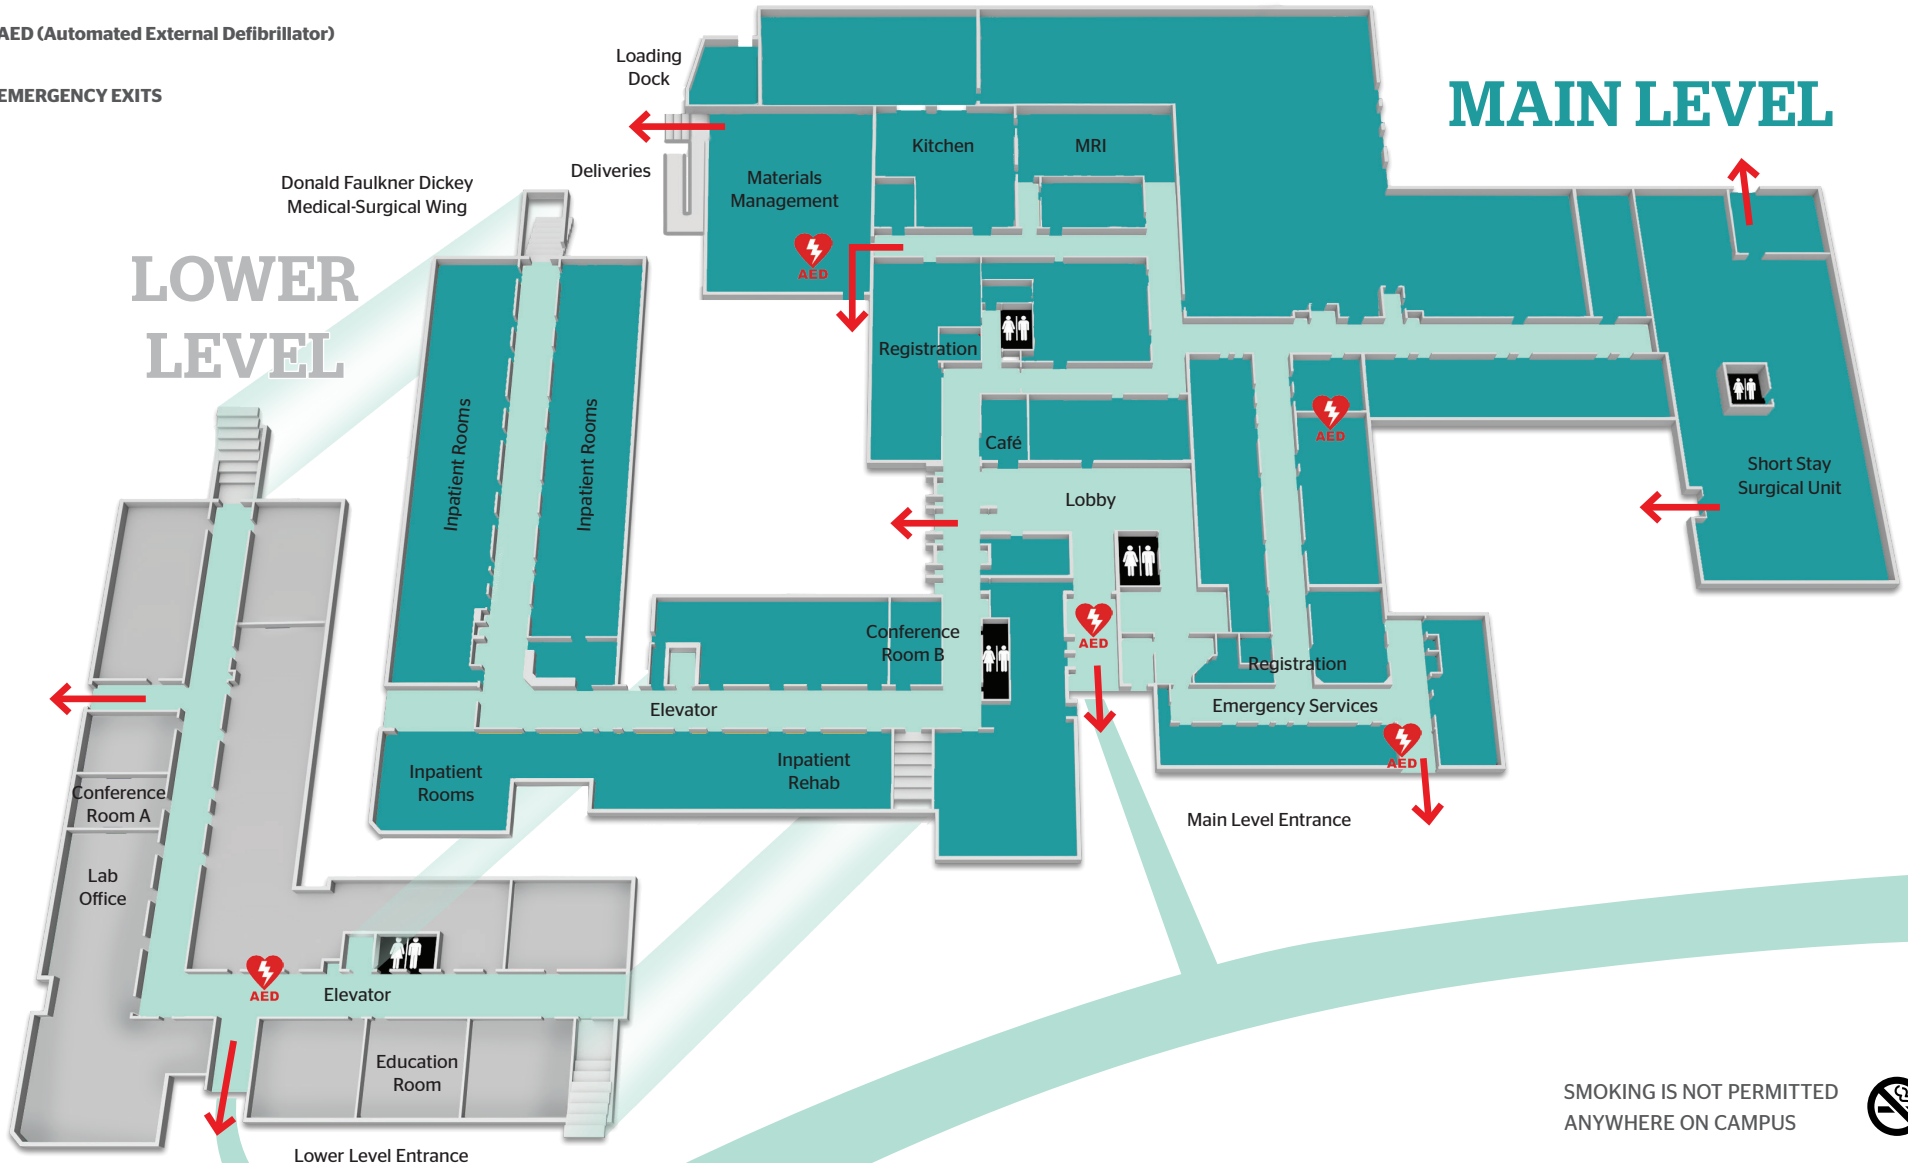 AED (Automated External Defibrillator)
EMERGENCY EXITS
MAIN LEVEL
LOWER
LEVEL
Loading
Dock
Deliveries
Donald Faulkner Dickey
Medical-Surgical Wing
Materials
Management
Kitchen
MRI
AED
Registration
Café
Lobby
AED
Short Stay
Surgical Unit
Inpatient Rooms
Inpatient Rooms
Conference
Room B
AED
Registration
Elevator
Emergency Services
AED
Inpatient
Rooms
Inpatient
Rehab
Main Level Entrance
Conference
Room A
Lab
Office
AED
Elevator
Education
Room
Lower Level Entrance
SMOKING IS NOT PERMITTED
ANYWHERE ON CAMPUS